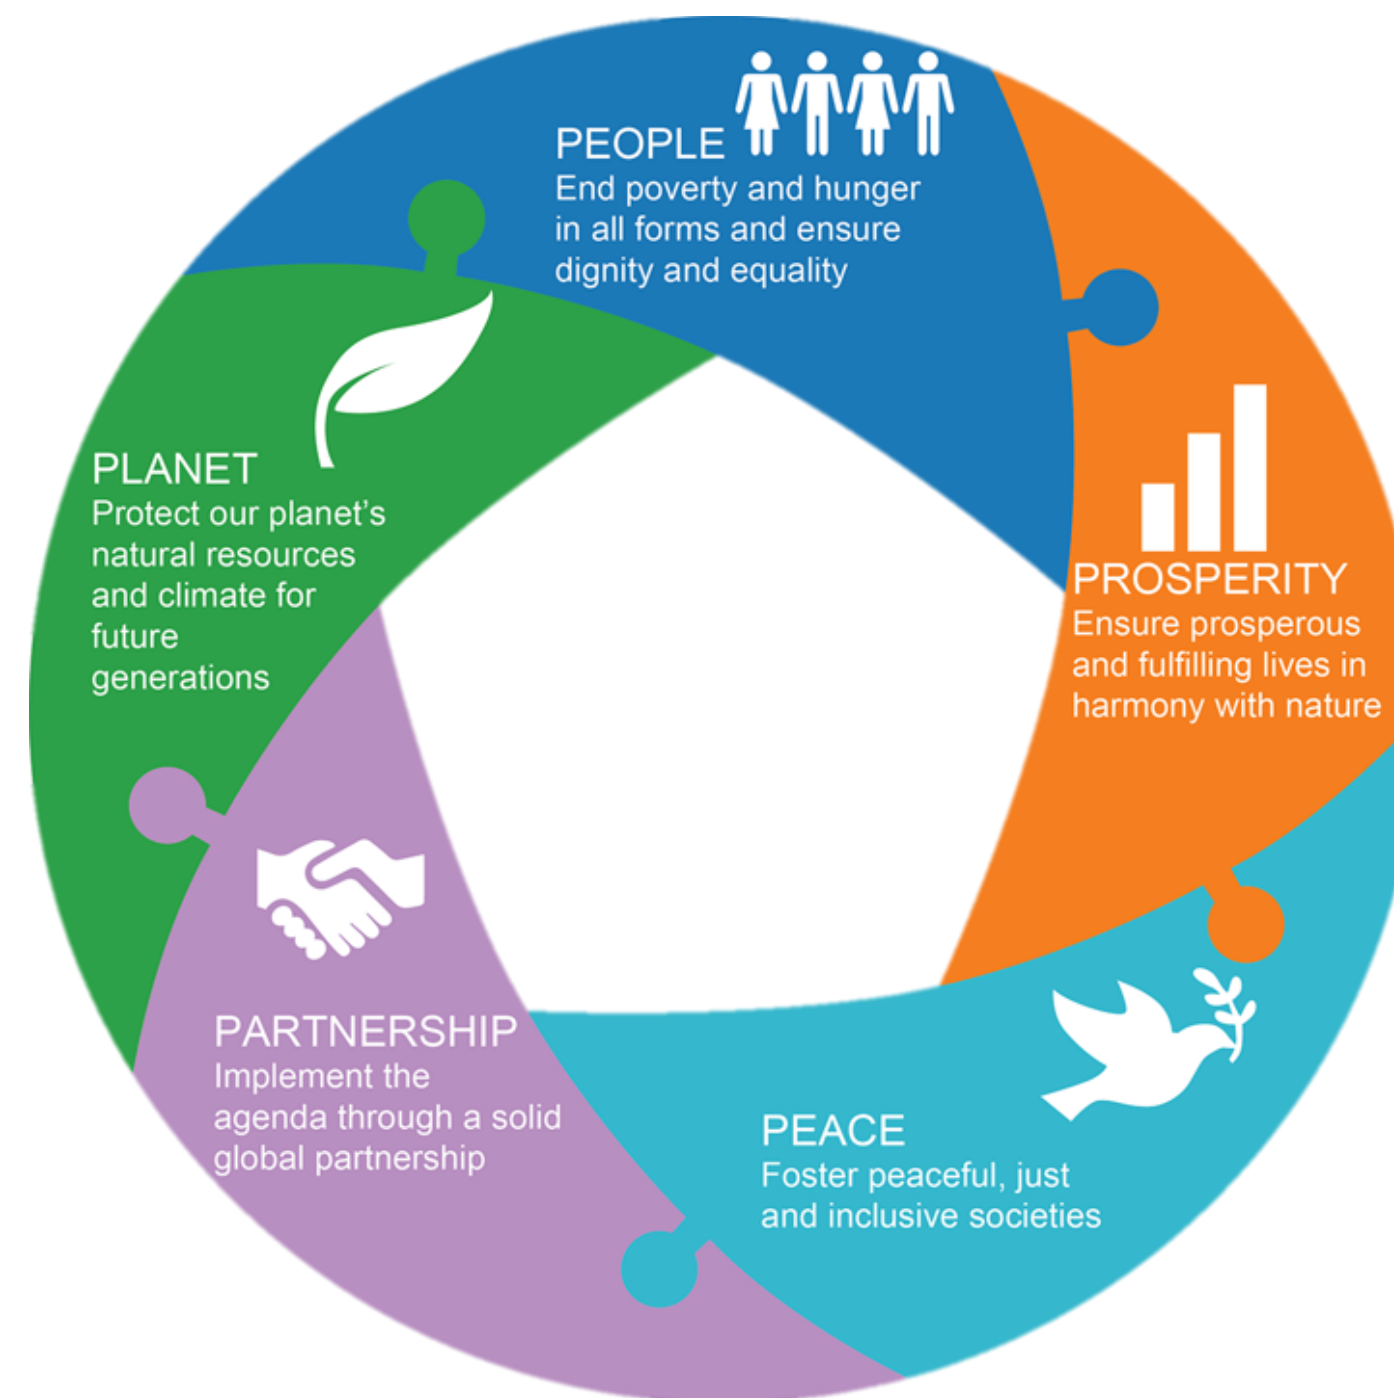 PEOPLE
End poverty and hunger
in all forms and ensure
dignity and equality
PROSPERITY
Ensure prosperous
and fulfilling lives in
harmony with nature
PEACE
Foster peaceful, just
and inclusive societies
PARTNERSHIP
Implement the
agenda through a solid
global partnership
PLANET
Protect our planet’s
natural resources
and climate for
future
generations